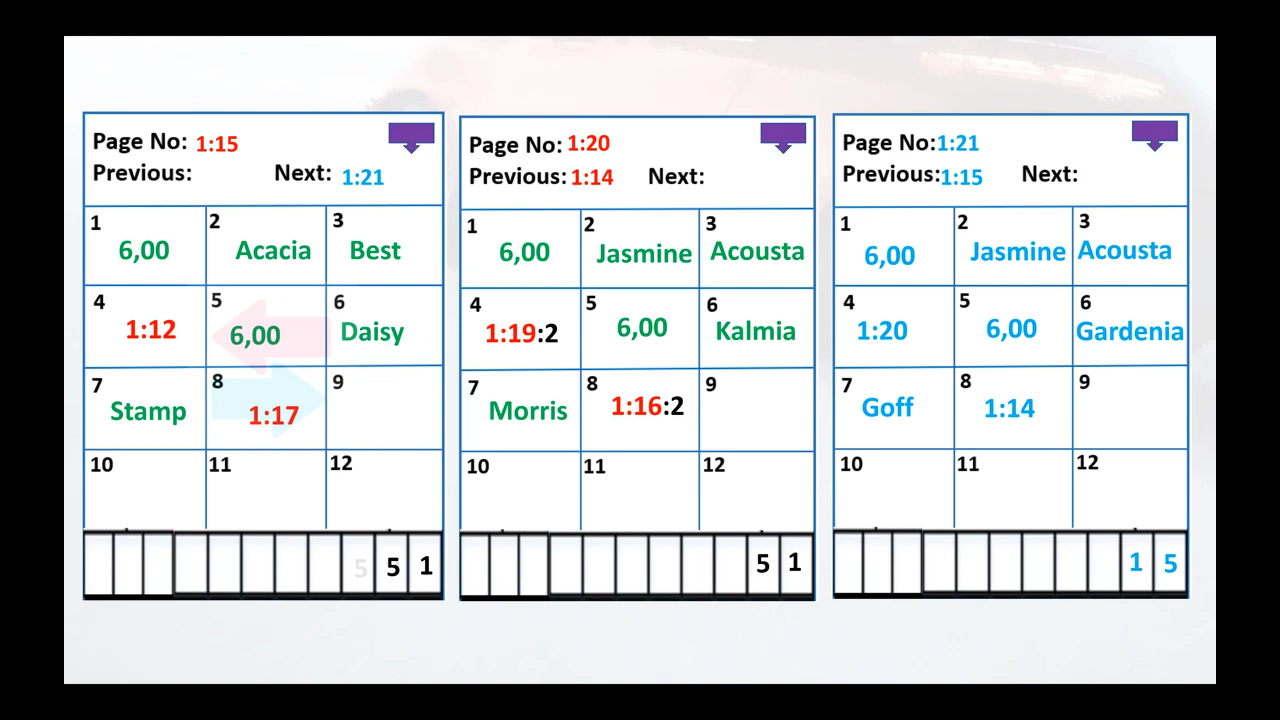 Page No: 1:15
Previous: Next: 1:21
1 2 3
6,00 Acacia Best
4 5 6
1:12 6,00 Daisy
7 8 9
Stamp 1:17
10 11 12
5 5 1
Page No: 1:20
Previous: 1:14 Next:
1 2 3
6,00 Jasmine Acousta
4 5 6
1:19:2 6,00 Kalmia
7 8 9
Morris 1:16:2
10 11 12
5 1
Page No: 1:21
Previous: 1:15 Next:
1 2 3
6,00 Jasmine Acousta
4 5 6
1:20 6,00 Gardenia
7 8 9
Goff 1:14
10 11 12
1 5